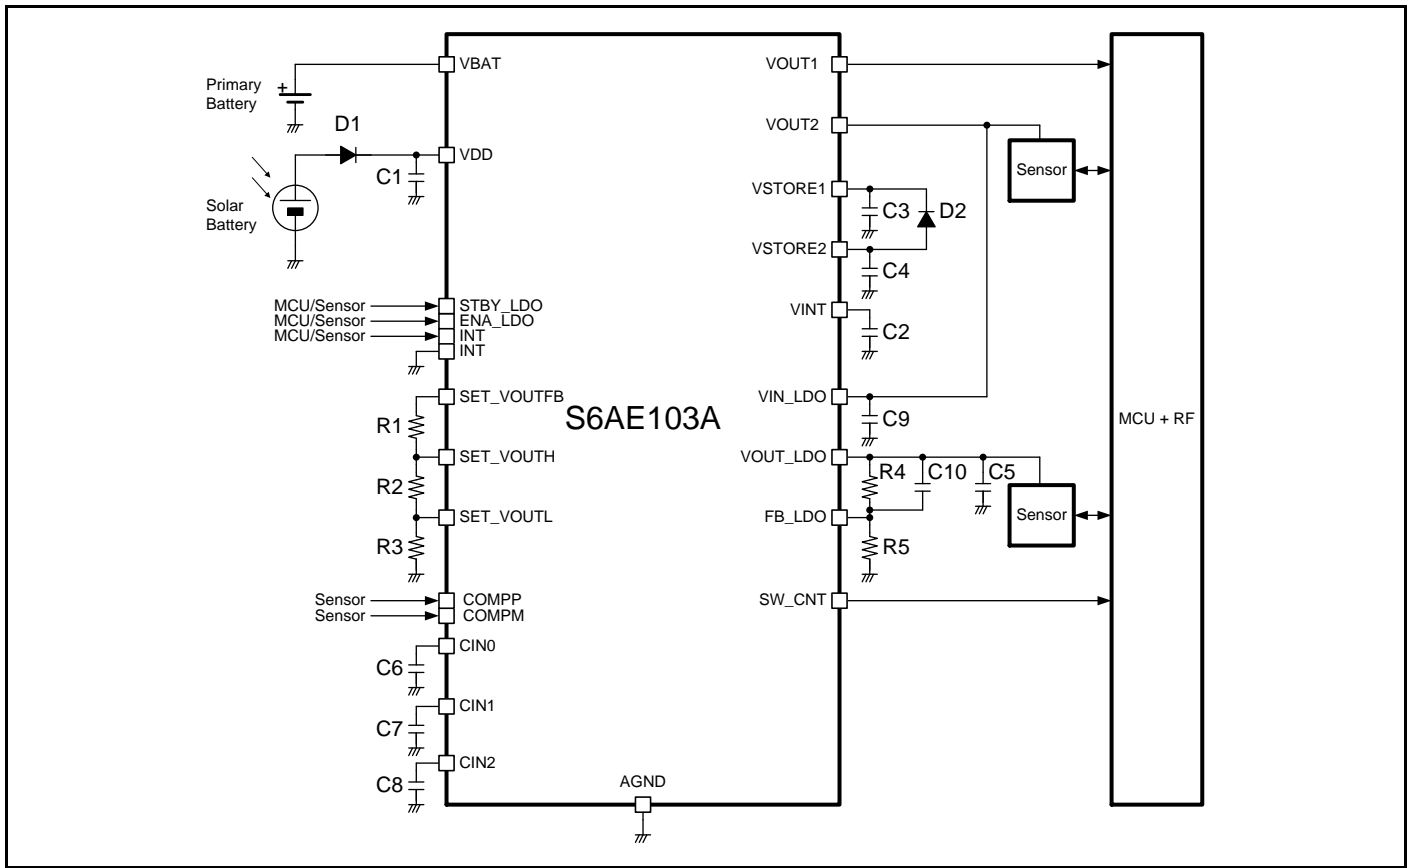 VBAT
VOUT1
Primary
Battery
+
D1
VOUT2
VDD
C1
Sensor
Solar
Battery
VSTORE1
C3
D2
VSTORE2
C4
MCU/Sensor
STBY_LDO
MCU/Sensor
ENA_LDO
MCU/Sensor
INT
INT
VINT
C2
SET_VOUTFB
VIN_LDO
R1
S6AE103A
C9
MCU + RF
SET_VOUTH
VOUT_LDO
R2
R4
C10
C5
SET_VOUTL
FB_LDO
Sensor
R3
R5
Sensor
COMPP
SW_CNT
Sensor
COMPM
CIN0
C6
CIN1
C7
CIN2
C8
AGND